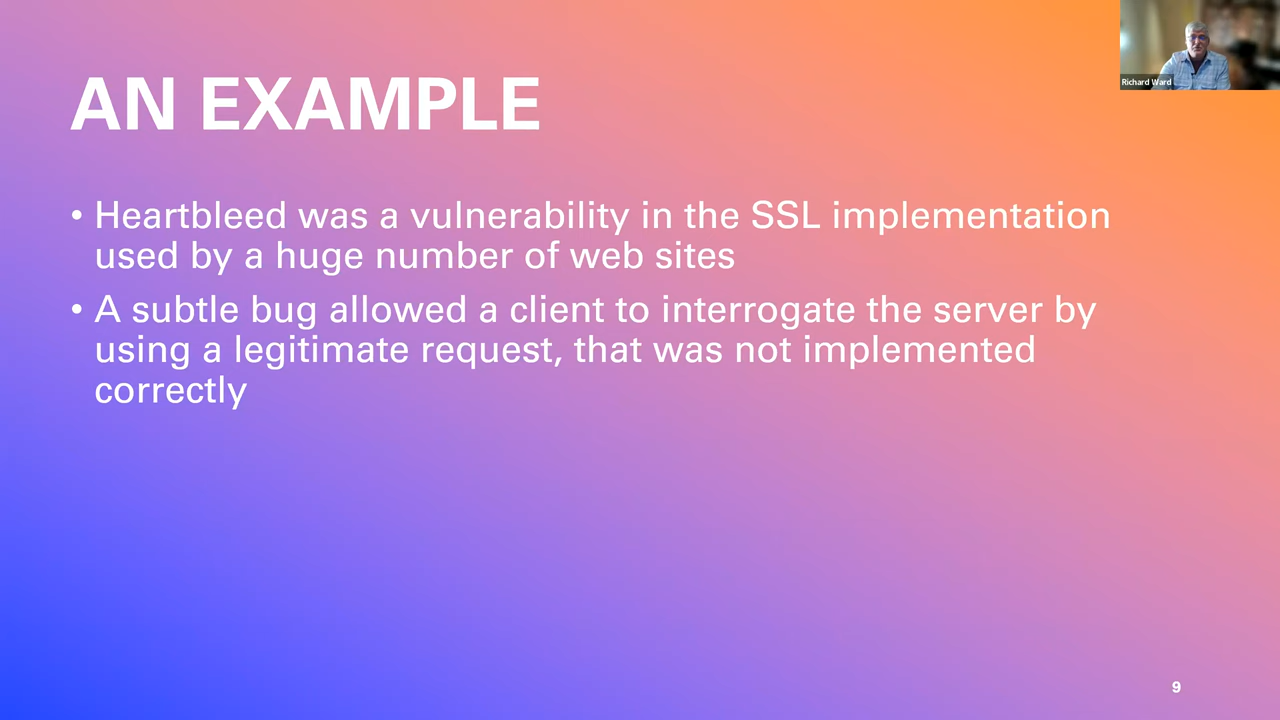 Richard Ward
AN EXAMPLE
• Heartbleed was a vulnerability in the SSL implementation
used by a huge number of web sites
• A subtle bug allowed a client to interrogate the server by
using a legitimate request, that was not implemented
correctly
9